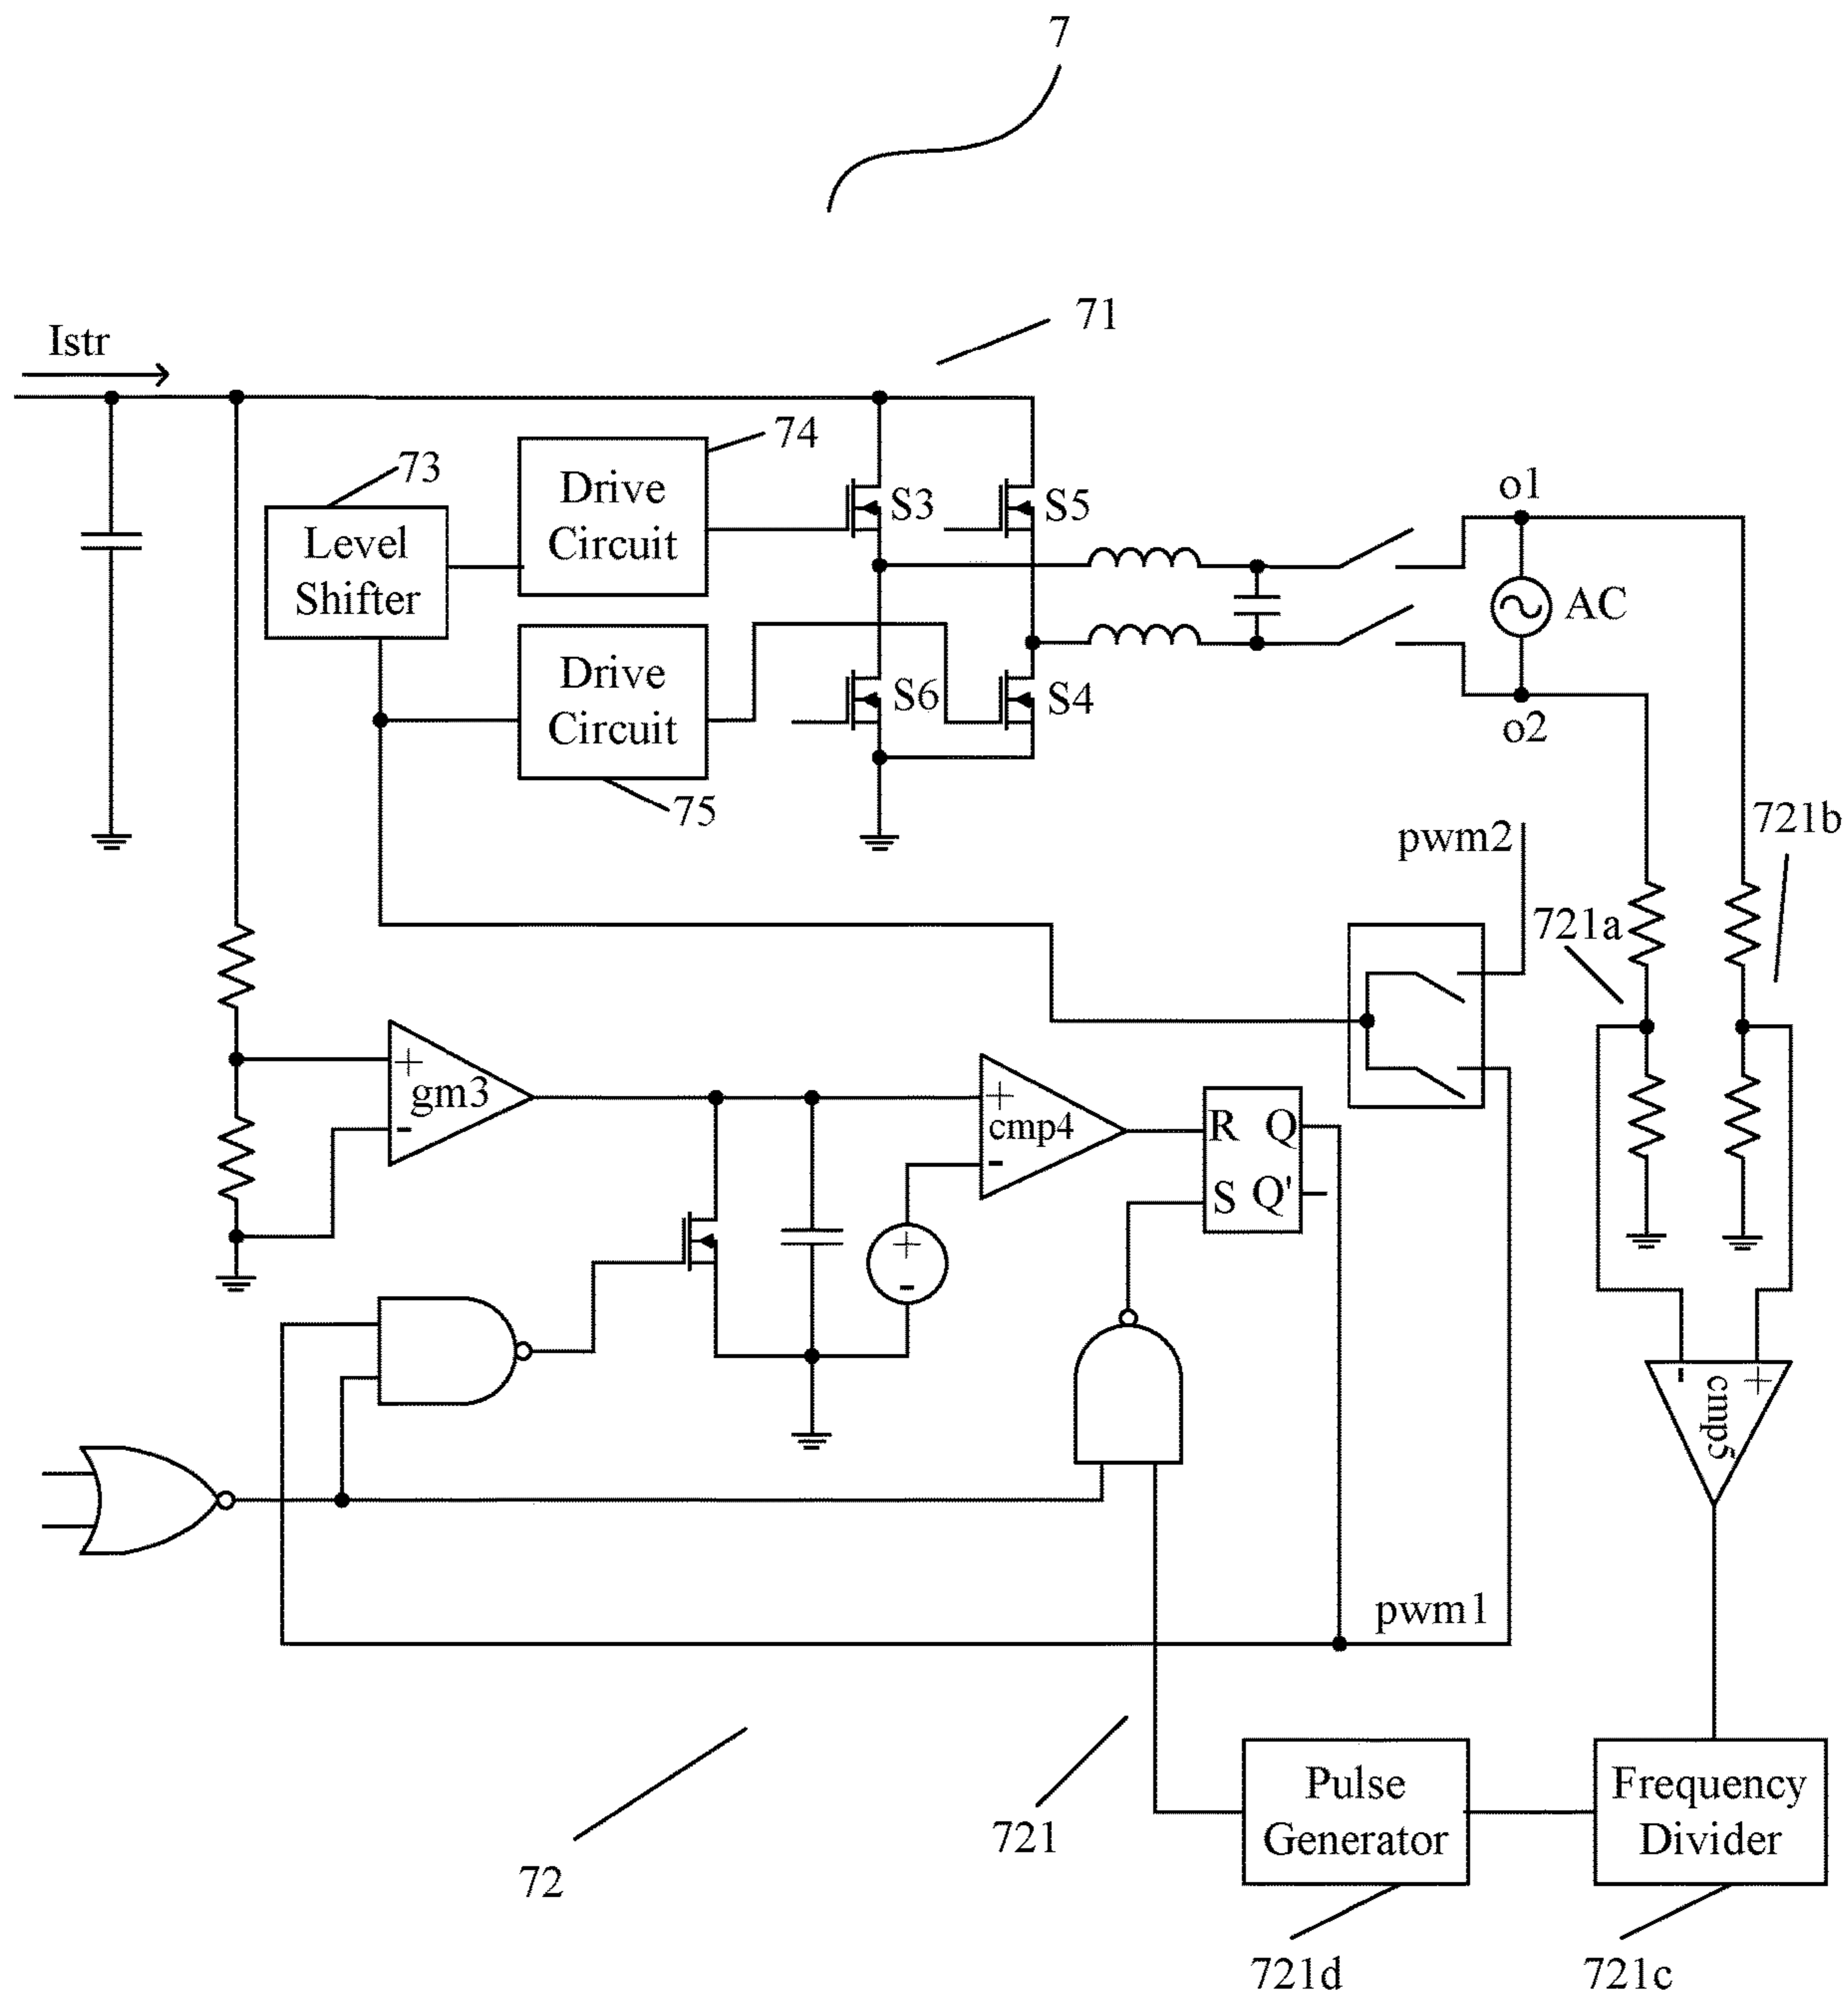 7
71
Istr
74
73
Drive
Circuit
S3
S5
o1
Level
Shifter
AC
Drive
Circuit
S6
S4
o2
75
pwm2
721b
721a
+
gm3
-
+
cmp4
-
R Q
S Q'
+
-
- +
cmp5
pwm1
72
721
Pulse
Generator
Frequency
Divider
721d
721c